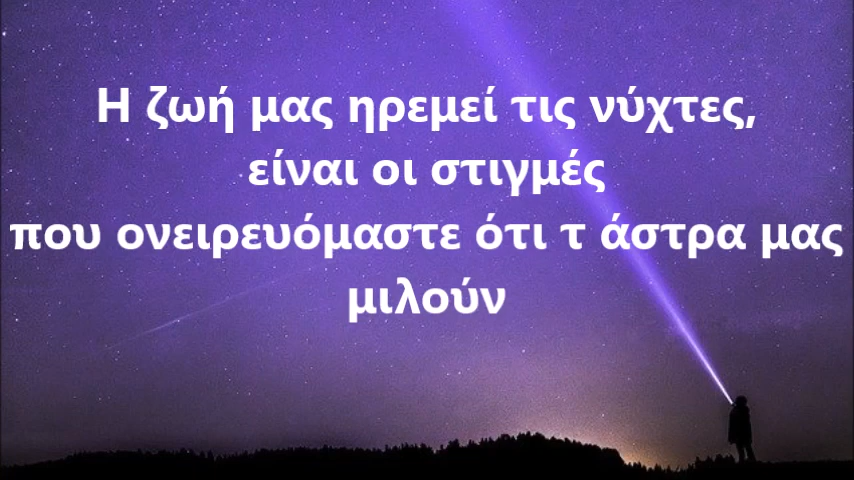 Η ζωή μας ηρεμεί τις νύχτες,
είναι οι στιγμές
που ονειρευόμαστε ότι τ άστρα μας
μιλούν